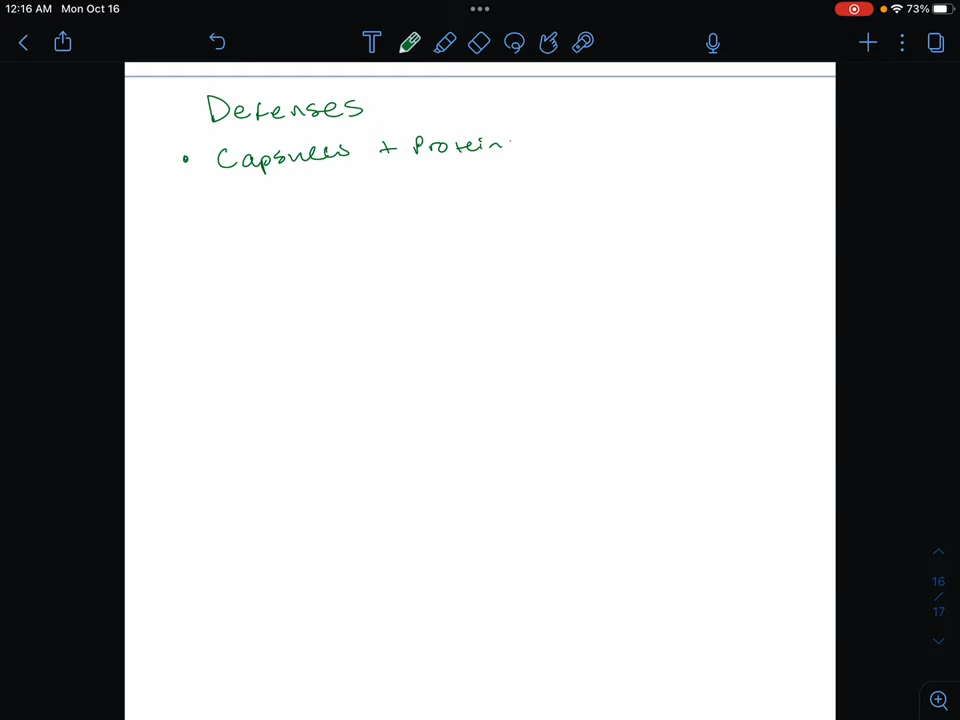 12:16 AM Mon Oct 16
73%
T
Defenses
• Capsules + Protein
16
/
17